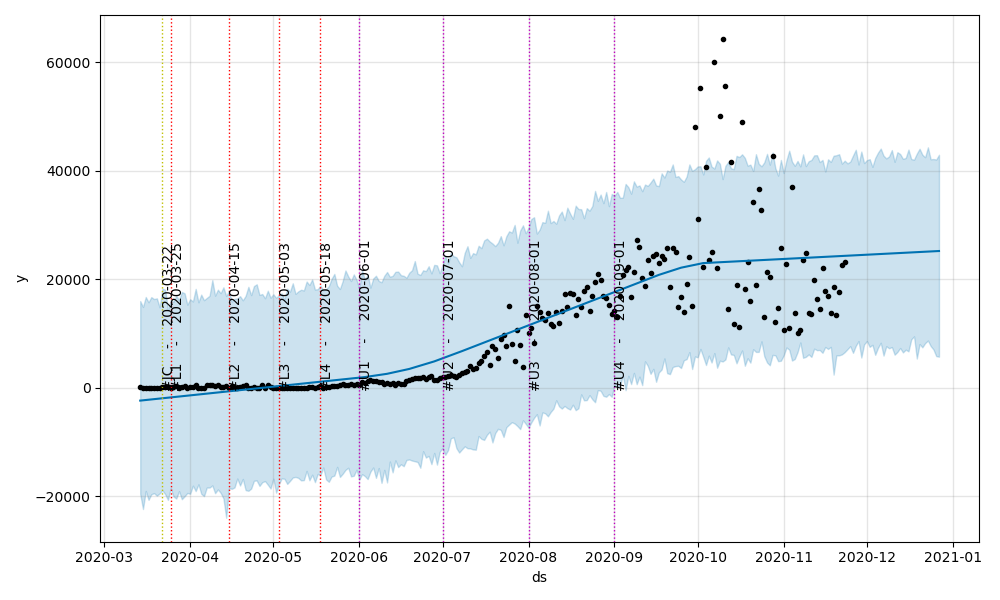 60000
40000
20000
0
−20000
y
#JC - 2020-03-22
#L1 - 2020-03-25
#L2 - 2020-04-15
#L3 - 2020-05-03
#L4 - 2020-05-18
#U1 - 2020-06-01
#U2 - 2020-07-01
#U3 - 2020-08-01
#U4 - 2020-09-01
2020-03
2020-04
2020-05
2020-06
2020-07
2020-08
2020-09
2020-10
2020-11
2020-12
2021-01
ds